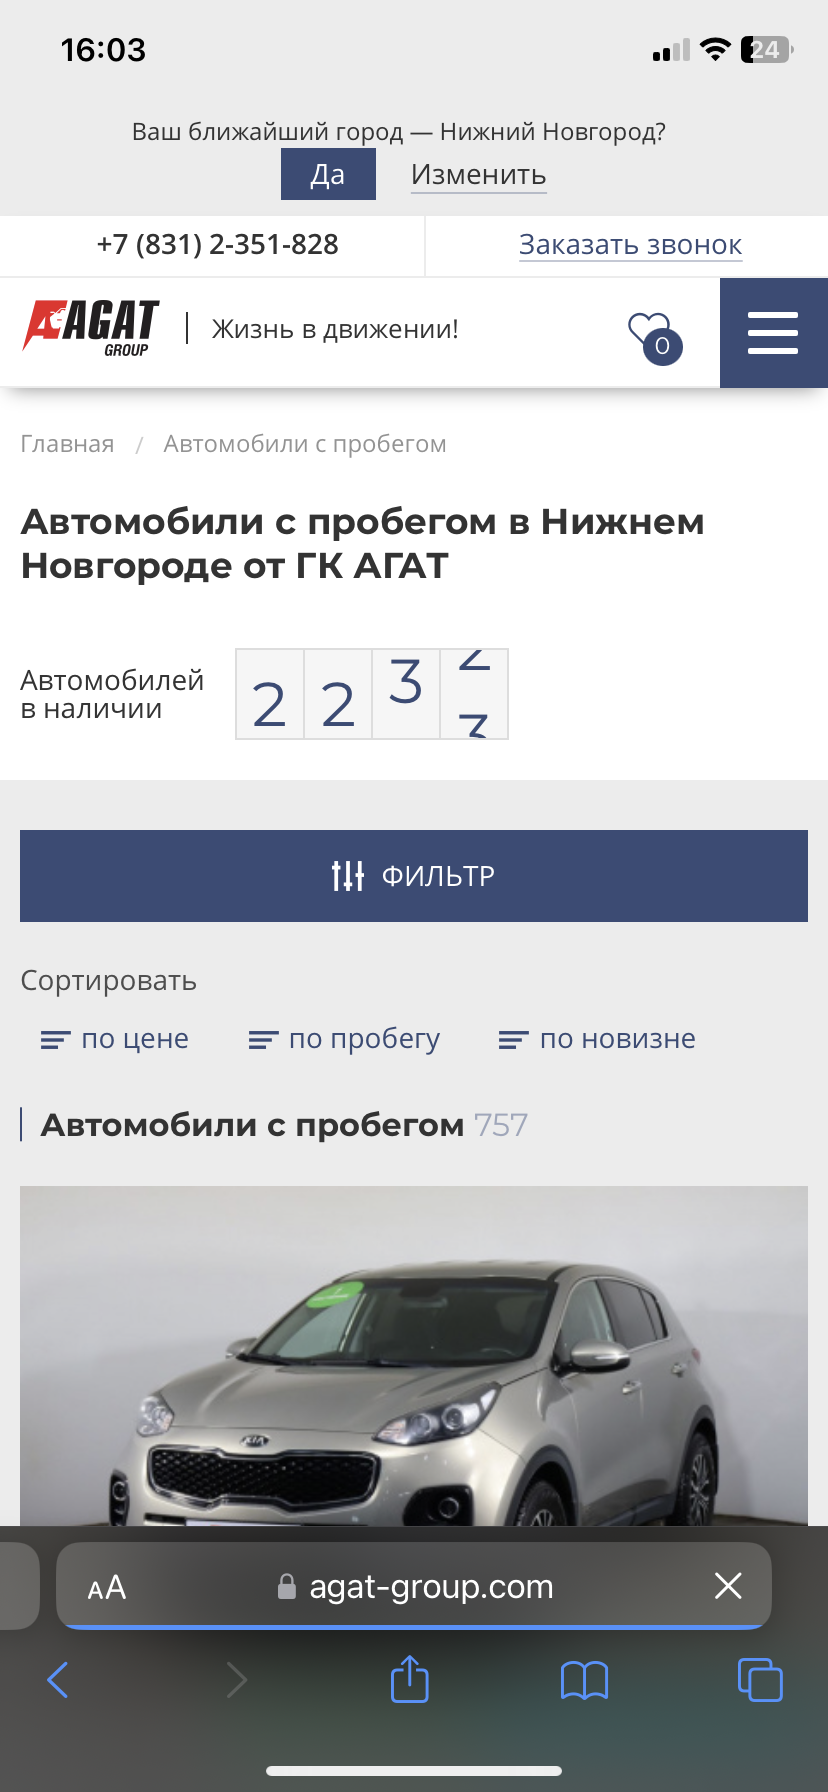 16:03
24
Ваш ближайший город — Нижний Новгород?
Да Изменить
+7 (831) 2-351-828 Заказать звонок
AGAT
GROUP
Жизнь в движении!
0
Главная / Автомобили с пробегом
Автомобили с пробегом в Нижнем
Новгороде от ГК АГАТ
Автомобилей
в наличии
2 2 3
ФИЛЬТР
Сортировать
по цене по пробегу по новизне
Автомобили с пробегом 757
KIA
AA agat-group.com